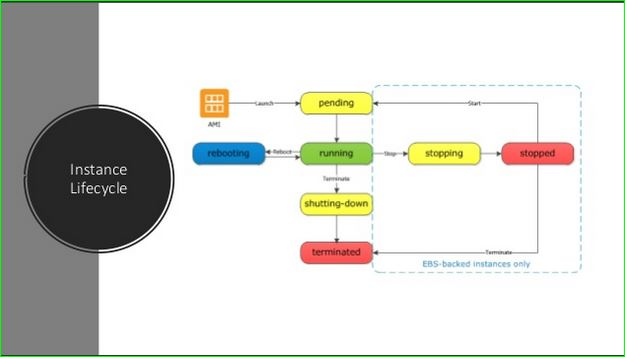 Instance
Lifecycle
AMI
Launch
pending
Start
rebooting
Reboot
running
Stop
stopping
stopped
Terminate
shutting-down
terminated
Terminate
EBS-backed instances only